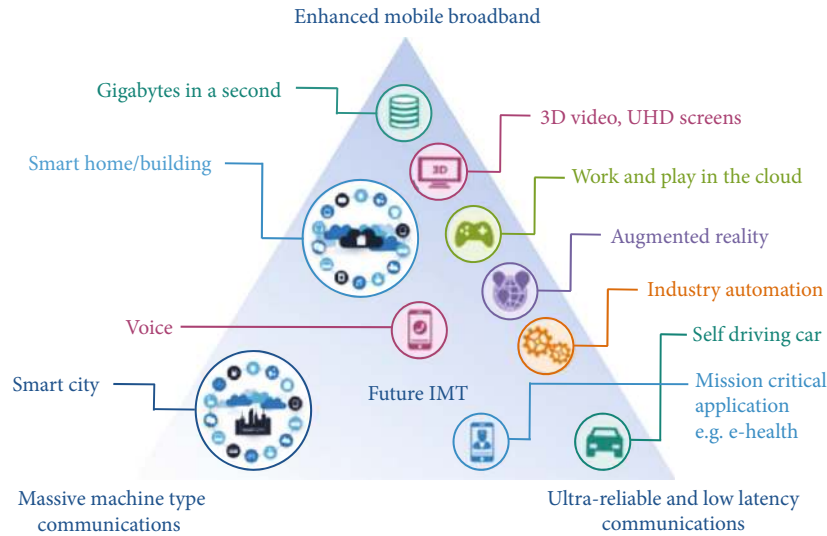 Enhanced mobile broadband
Gigabytes in a second
3D video, UHD screens
Smart home/building
3D
Work and play in the cloud
Augmented reality
Industry automation
Voice
Self driving car
Smart city
Future IMT
Mission critical
application
e.g. e-health
Massive machine type
communications
Ultra-reliable and low latency
communications